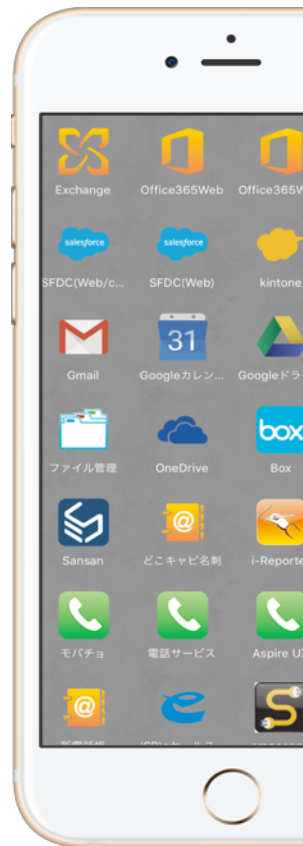 Exchange
Office365Web
Office365W
salesforce
salesforce
SFDC(Web/c...
SFDC(Web)
kintone
31
Gmail
Googleカレン...
Googleドラ
box
ファイル管理
OneDrive
Box
@
Sansan
どこキャビ名刺
i-Reporte
モバチョ
電話サービス
Aspire UX
@